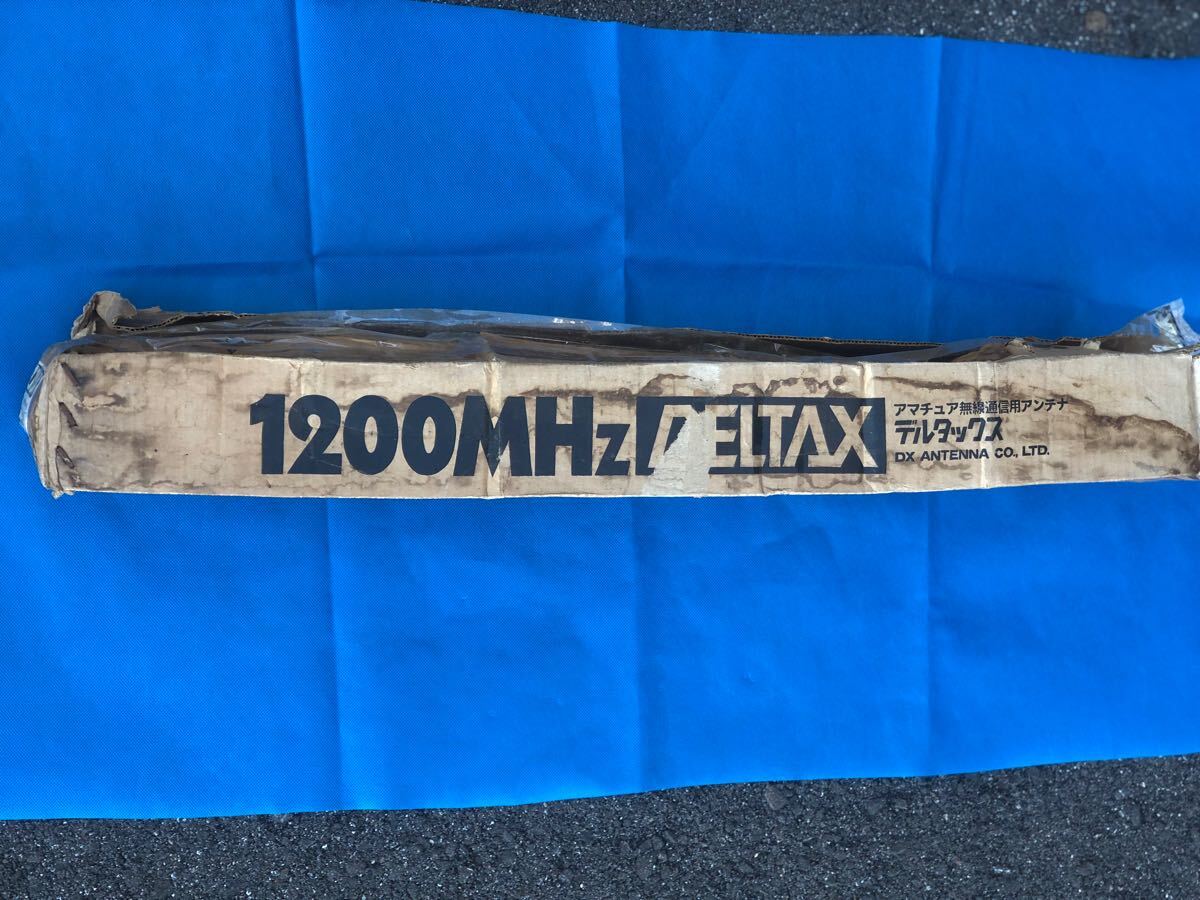 1200MHz DELTAX
アマチュア無線通信用アンテナ
デルタックス
DX ANTENNA CO., LTD.